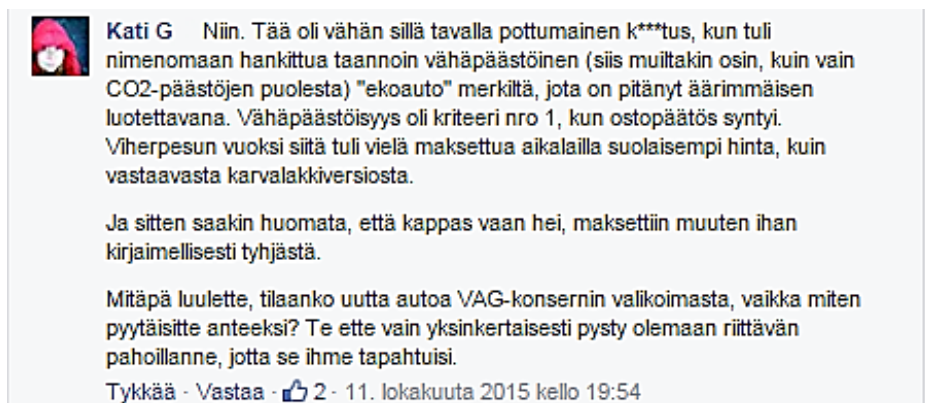 Kati G Niin. Tää oli vähän sillä tavalla pottumainen k***tus, kun tuli
nimenomaan hankittua taannoin vähäpäästöinen (siis muiltakin osin, kuin vain
CO2-päästöjen puolesta) "ekoauto" merkiltä, jota on pitänyt äärimmäisen
luotettavana. Vähäpäästöisyys oli kriteeri nro 1, kun ostopäätös syntyi.
Viherpesun vuoksi siitä tuli vielä maksettua aikalailla suolaisempi hinta, kuin
vastaavasta karvalakkiversiosta.
Ja sitten saakin huomata, että kappas vaan hei, maksettiin muuten ihan
kirjaimellisesti tyhjästä.
Mitäpä luulette, tilaanko uutta autoa VAG-konsernin valikoimasta, vaikka miten
pyytäisitte anteeksi? Te ette vain yksinkertaisesti pysty olemaan riittävän
pahoillanne, jotta se ihme tapahtuisi.
Tykkää · Vastaa · 2 · 11. lokakuuta 2015 kello 19:54